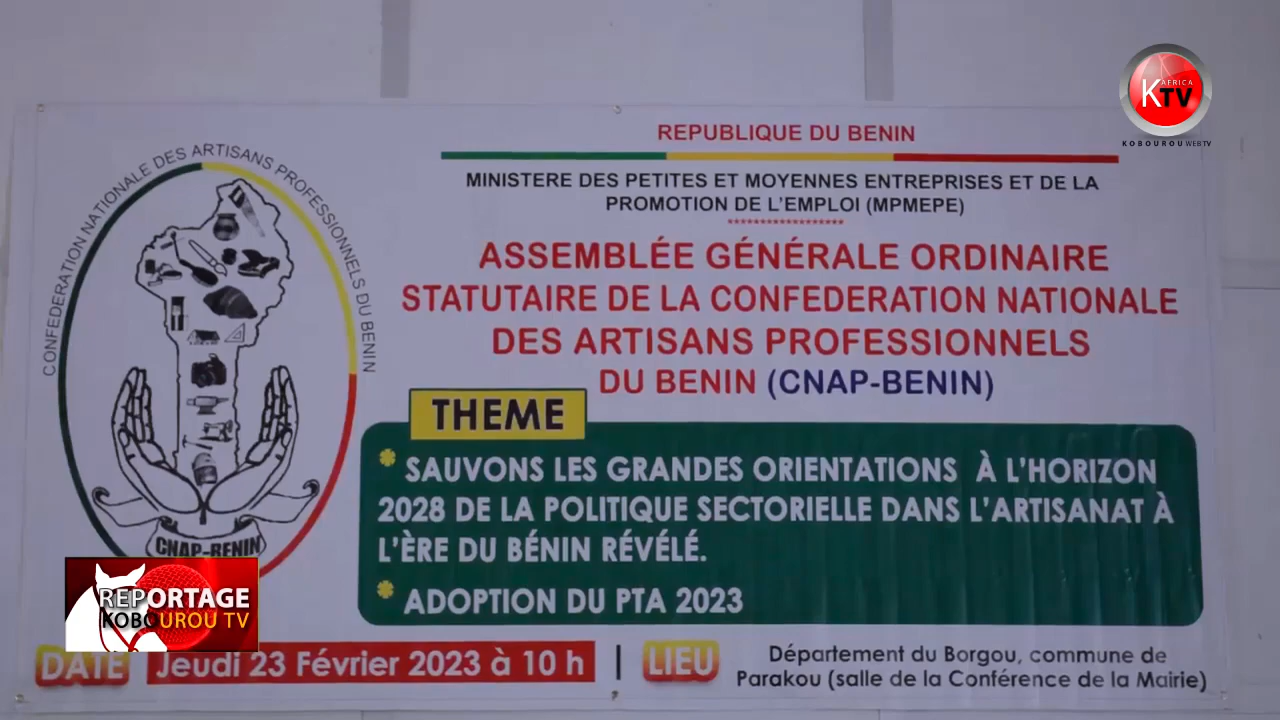 K AFRICA
TV
KOBOUROU WEB TV
REPUBLIQUE DU BENIN
MINISTERE DES PETITES ET MOYENNES ENTREPRISES ET DE LA
PROMOTION DE L'EMPLOI (MPMEPE)
******************
CONFEDERATION NATIONALE DES ARTISANS PROFESSIONNELS DU BENIN
CNAP-BENIN
ASSEMBLÉE GÉNÉRALE ORDINAIRE
STATUTAIRE DE LA CONFEDERATION NATIONALE
DES ARTISANS PROFESSIONNELS
DU BENIN (CNAP-BENIN)
THEME
* SAUVONS LES GRANDES ORIENTATIONS À L'HORIZON
2028 DE LA POLITIQUE SECTORIELLE DANS L'ARTISANAT À
L'ÈRE DU BÉNIN RÉVÉLÉ.
* ADOPTION DU PTA 2023
REPORTAGE
KOBOUROU TV
DATE Jeudi 23 Février 2023 à 10 h | LIEU Département du Borgou, commune de
Parakou (salle de la Conférence de la Mairie)